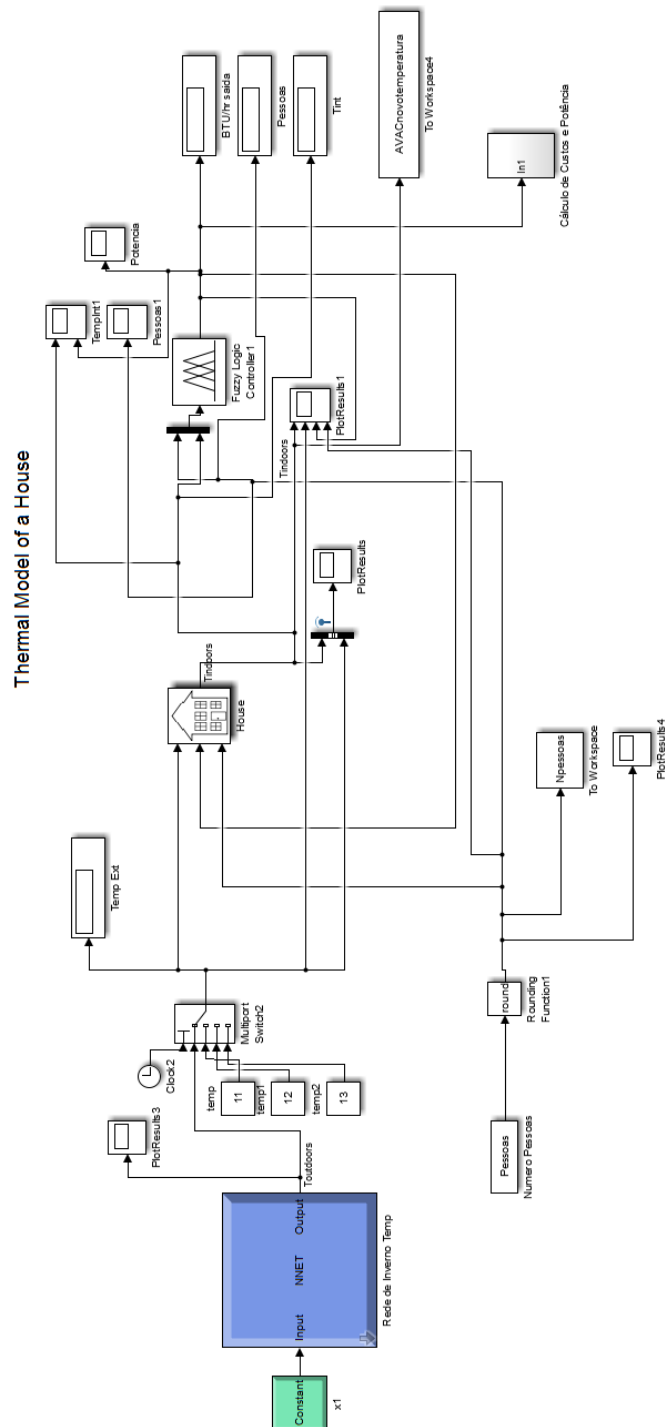 Thermal Model of a House
Constant
x1
Input
NNET
Output
Rede de Inverno Temp
Toutdoors
PlotResults3
Clock2
temp
11
temp1
12
temp2
13
Multiport
Switch2
Temp Ext
House
Tindoors
PlotResults
Pessoas
Numero Pessoas
round
Rounding
Function1
Npessoas
To Workspace
PlotResults4
TempInt1
Pessoas1
Potencia
Fuzzy Logic
Controller1
Tindoors
PlotResults1
BTU/hr saida
Pessoas
Tint
AVACnovotemperatura
To Workspace4
In1
Cálculo de Custos e Potência